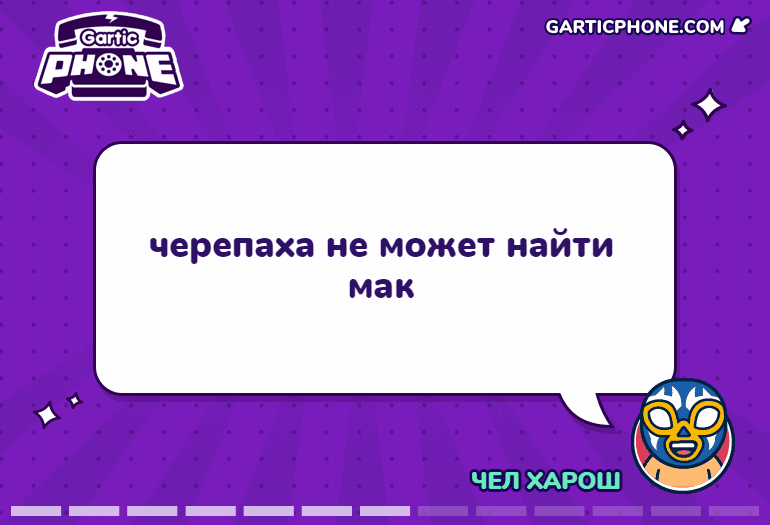 Gartic
PHONE
GARTICPHONE.COM
черепаха не может найти
мак
ЧЕЛ ХАРОШ